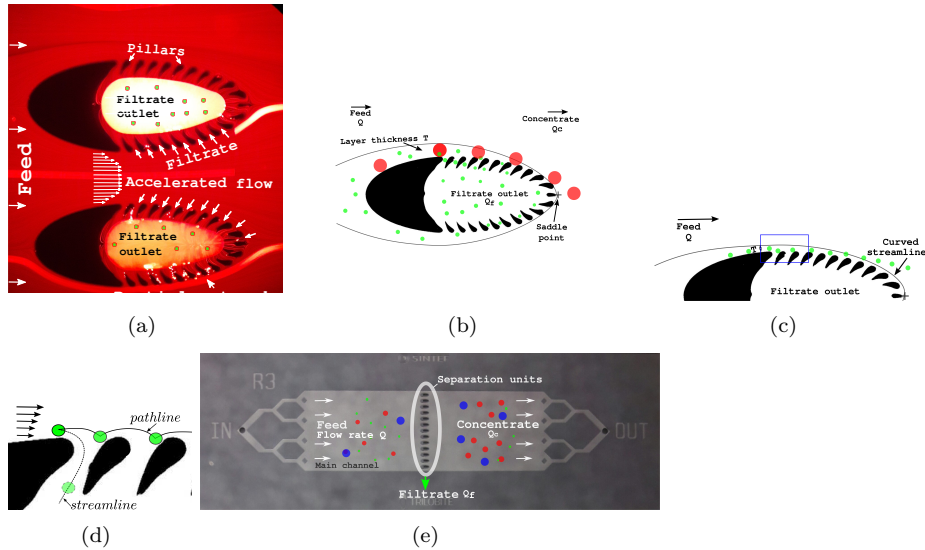 Pillars
Filtrate
outlet
Filtrate
Feed
Accelerated flow
Filtrate
outlet
(a)
Feed
Q
Concentrate
Qc
Layer thickness T
Filtrate outlet
Qf
Saddle
point
(b)
Feed
Q
Curved
streamline
T
Filtrate outlet
(c)
pathline
streamline
(d)
R3
Separation units
IN
Feed
Flow rate Q
Main channel
Concentrate
Qc
OUT
Filtrate Qf
(e)